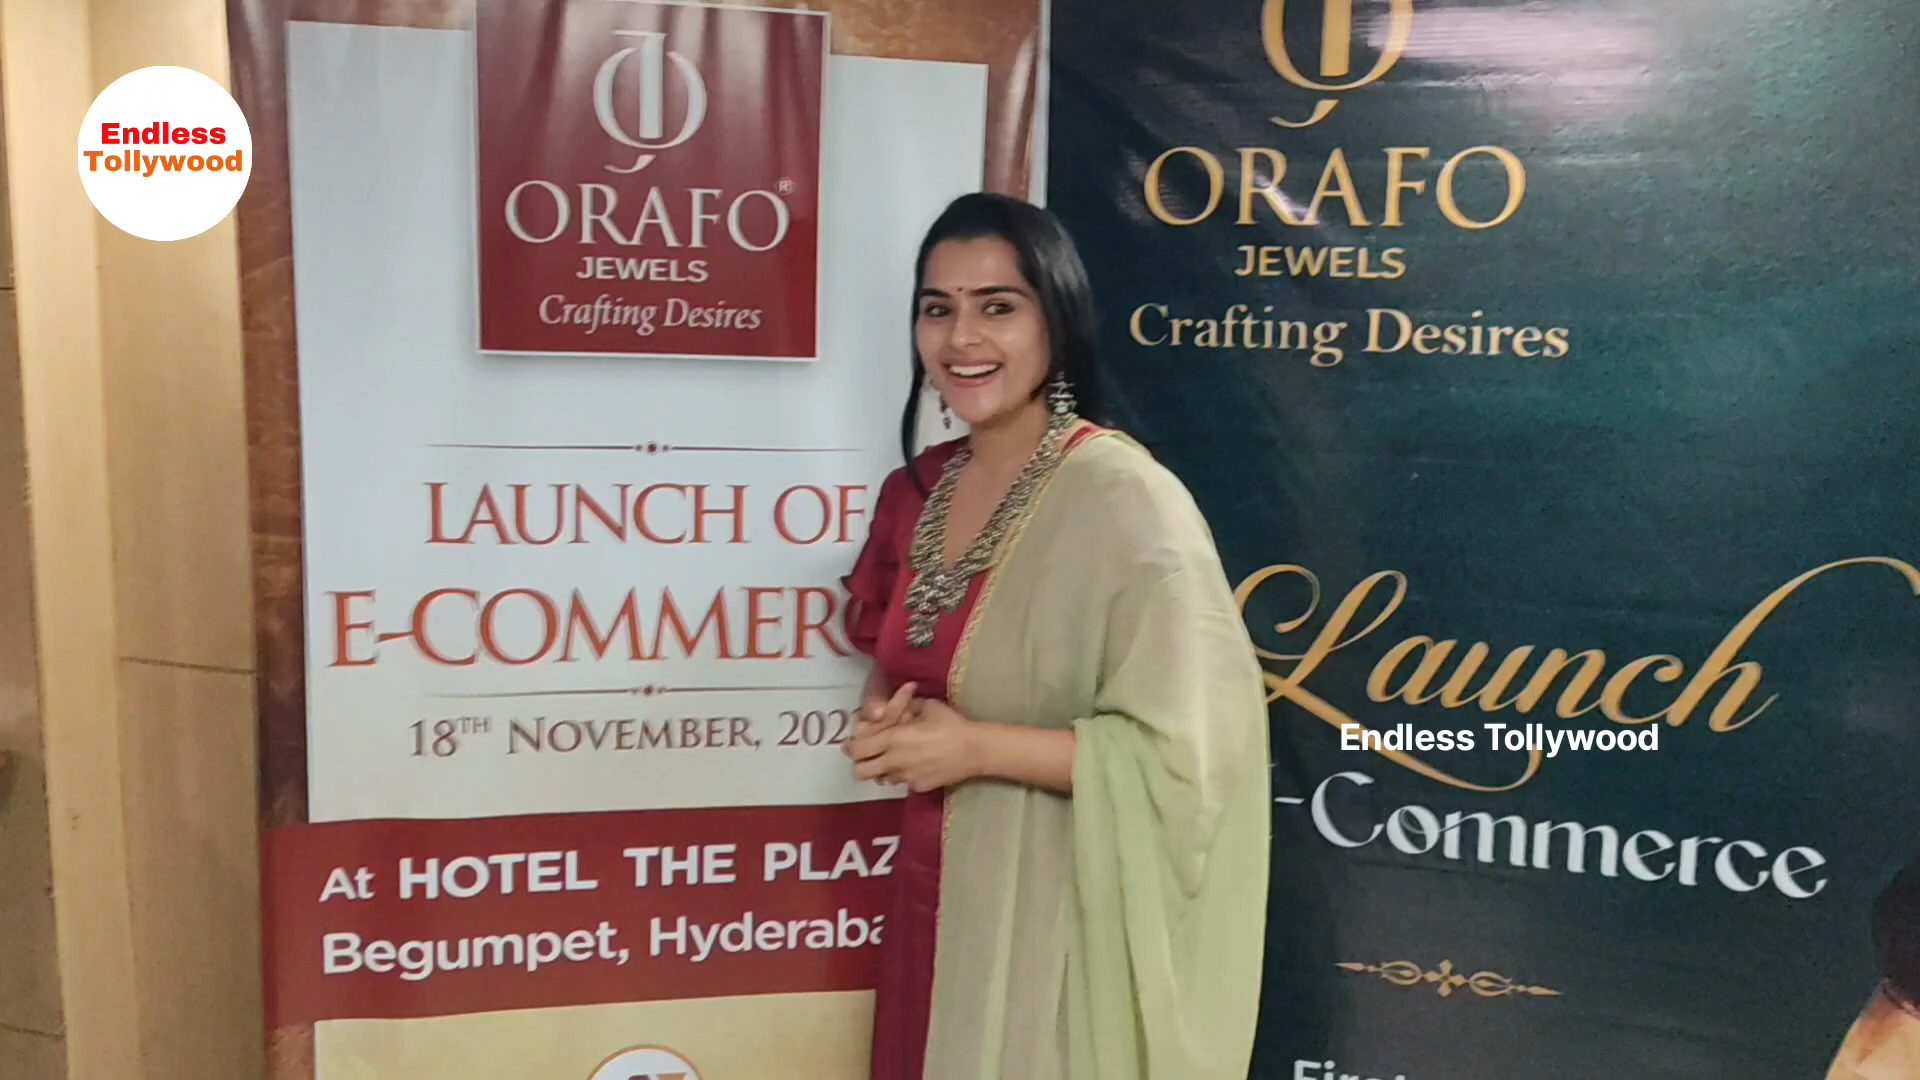 Endless
Tollywood
ORAFO®
JEWELS
Crafting Desires
LAUNCH OF
E-COMMERC
18TH NOVEMBER, 202
At HOTEL THE PLAZ
Begumpet, Hyderaba
ORAFO
JEWELS
Crafting Desires
Launch
Endless Tollywood
-Commerce